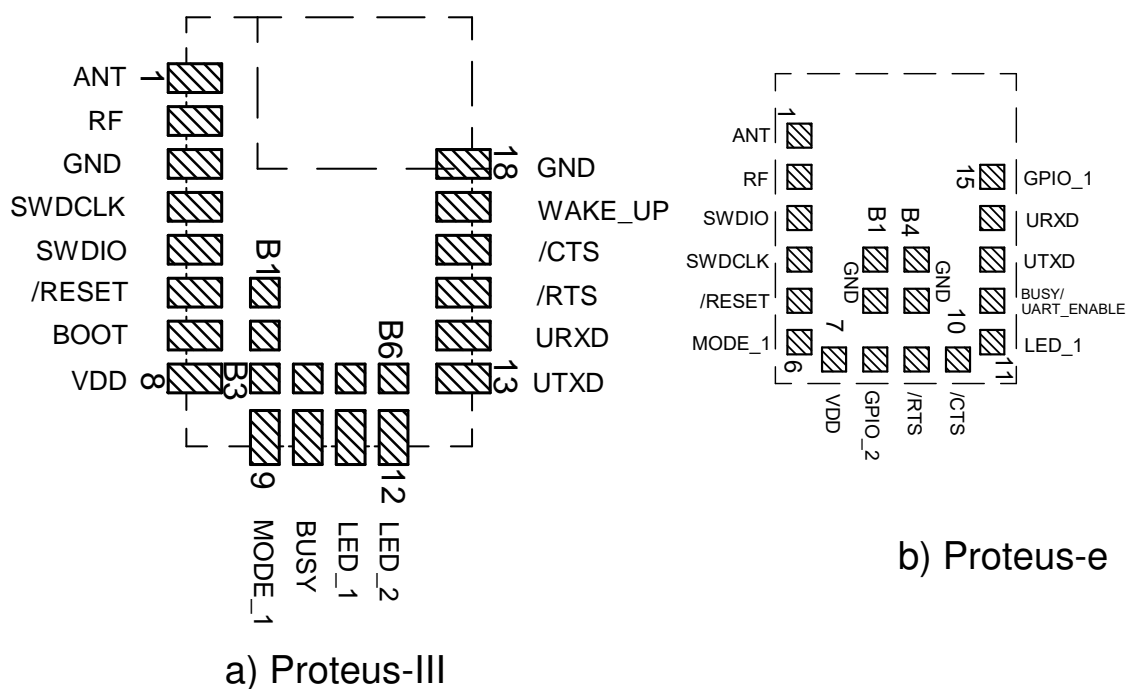 ANT
1
RF
GND
SWDCLK
SWDIO
/RESET
BOOT
VDD
8
B1
B3
B6
18
GND
WAKE_UP
/CTS
/RTS
URXD
13
UTXD
9
12
MODE_1
BUSY
LED_1
LED_2
a) Proteus-III
1
ANT
RF
SWDIO
SWDCLK
/RESET
MODE_1
6
7
B1
B4
GND
GND
10
15
GPIO_1
URXD
UTXD
BUSY/
UART_ENABLE
LED_1
11
VDD
GPIO_2
/RTS
/CTS
b) Proteus-e